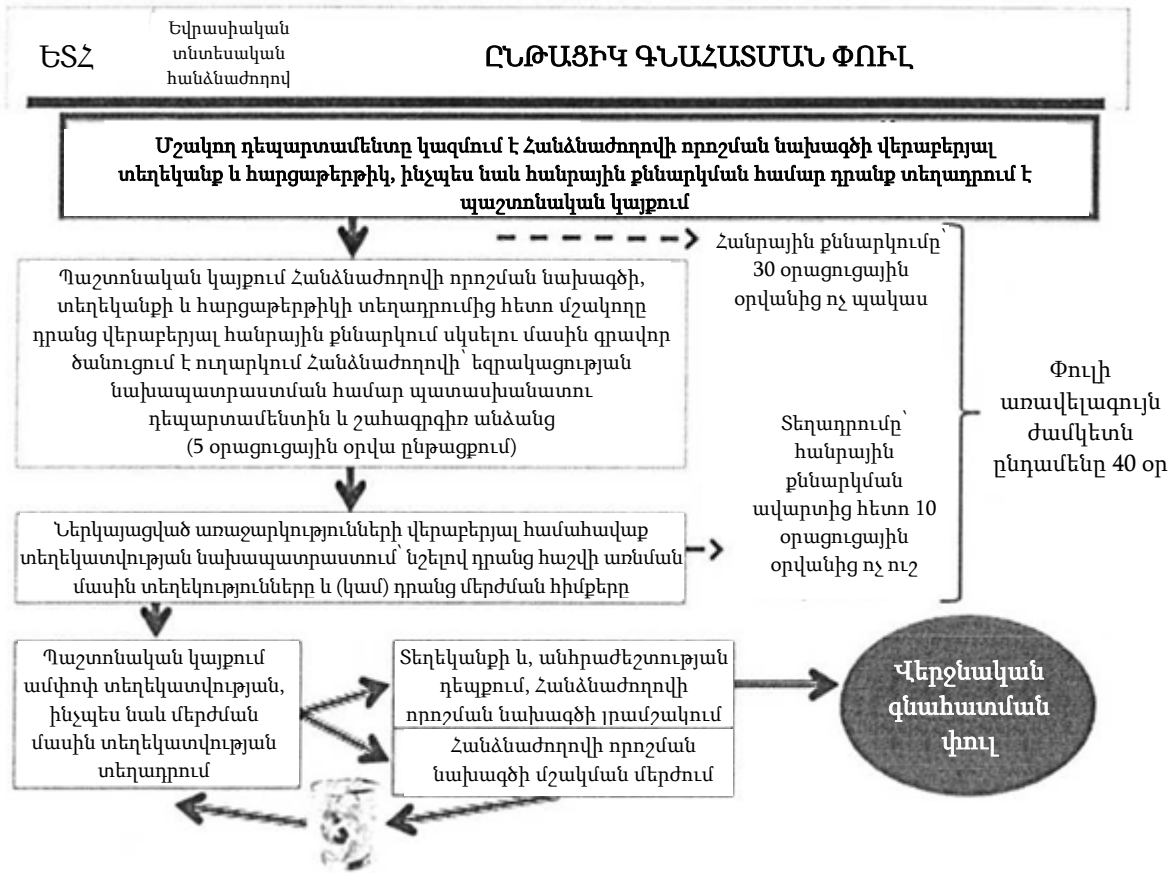 ԵՏՀ
Եվրասիական
տնտեսական
հանձնաժողով
ԸՆԹԱՑԻԿ ԳՆԱՀԱՏՄԱՆ ՓՈՒԼ
Մշակող դեպարտամենտը կազմում է Հանձնաժողովի որոշման նախագծի վերաբերյալ
տեղեկանք և հարցաթերթիկ, ինչպես նաև հանրային քննարկման համար դրանք տեղադրում է
պաշտոնական կայքում
Պաշտոնական կայքում Հանձնաժողովի որոշման նախագծի,
տեղեկանքի և հարցաթերթիկի տեղադրումից հետո մշակողը
դրանց վերաբերյալ հանրային քննարկում սկսելու մասին գրավոր
ծանուցում է ուղարկում Հանձնաժողովի՝ եզրակացության
նախապատրաստման համար պատասխանատու
դեպարտամենտին և շահագրգիռ անձանց
(5 օրացուցային օրվա ընթացքում)
Հանրային քննարկումը՝
30 օրացուցային
օրվանից ոչ պակաս
Տեղադրումը՝
հանրային
քննարկման
ավարտից հետո 10
օրացուցային
օրվանից ոչ ուշ
Փուլի
առավելագույն
ժամկետն
ընդամենը 40 օր
Ներկայացված առաջարկությունների վերաբերյալ համահավաք
տեղեկատվության նախապատրաստում՝ նշելով դրանց հաշվի առնման
մասին տեղեկությունները և (կամ) դրանց մերժման հիմքերը
Պաշտոնական կայքում
ամփոփ տեղեկատվության,
ինչպես նաև մերժման
մասին տեղեկատվության
տեղադրում
Տեղեկանքի և, անհրաժեշտության
դեպքում, Հանձնաժողովի
որոշման նախագծի լրամշակում
Հանձնաժողովի որոշման
նախագծի մշակման մերժում
Վերջնական
գնահատման
փուլ